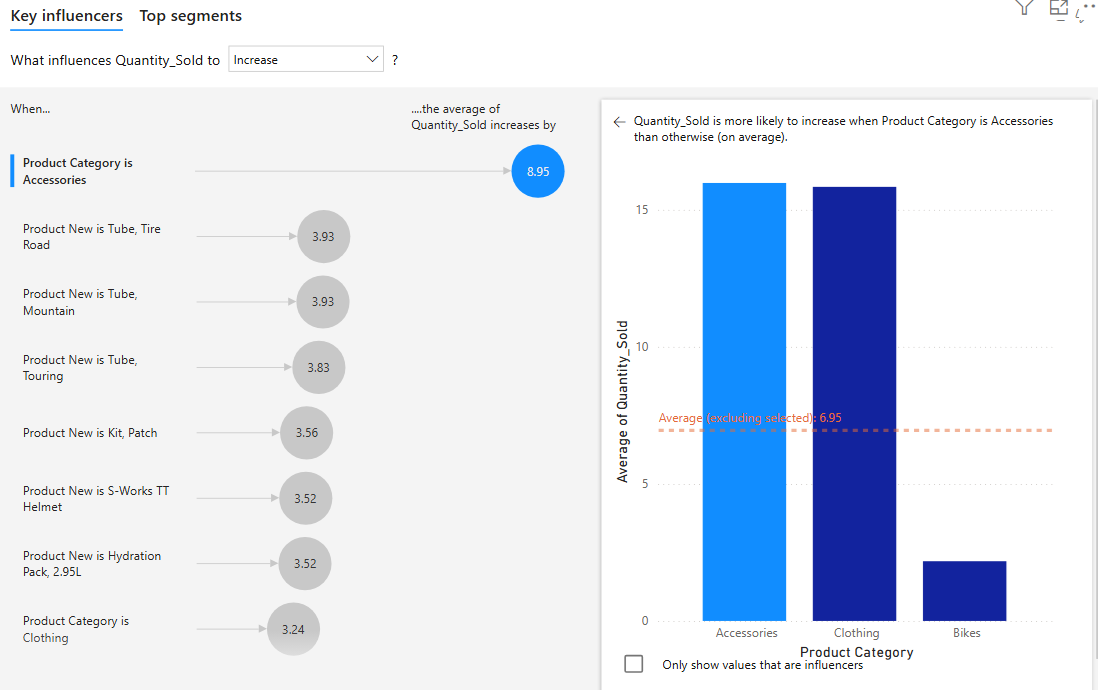 Key influencers Top segments
What influences Quantity_Sold to Increase ?
When...
....the average of
Quantity_Sold increases by
Product Category is
Accessories
8.95
Product New is Tube, Tire
Road
3.93
Product New is Tube,
Mountain
3.93
Product New is Tube,
Touring
3.83
Product New is Kit, Patch
3.56
Product New is S-Works TT
Helmet
3.52
Product New is Hydration
Pack, 2.95L
3.52
Product Category is
Clothing
3.24
Quantity_Sold is more likely to increase when Product Category is Accessories
than otherwise (on average).
Average of Quantity_Sold
15
10
Average (excluding selected): 6.95
5
0
Accessories Clothing Bikes
Product Category
Only show values that are influencers